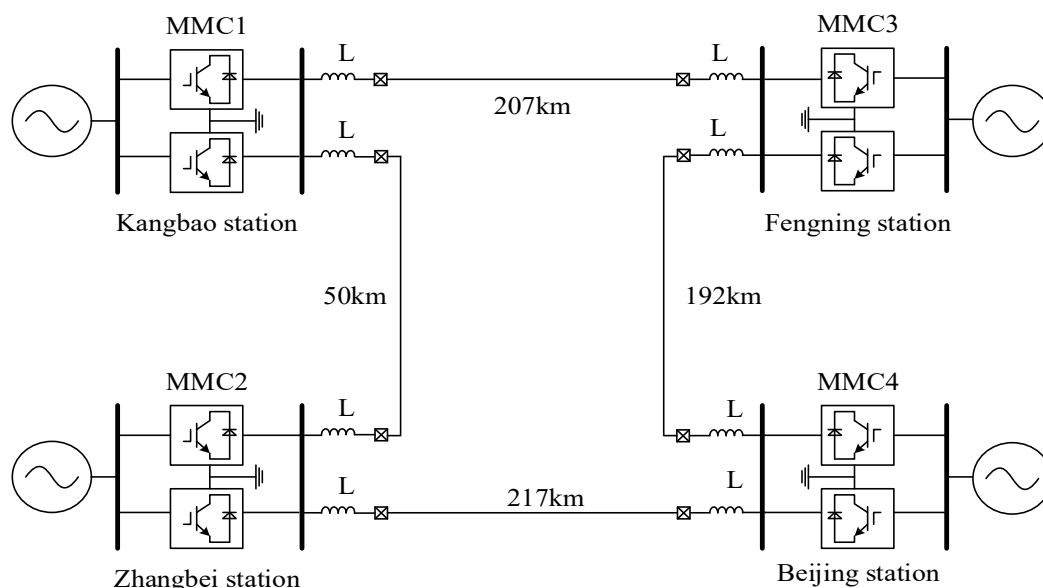 MMC1
MMC3
L
L
207km
L
L
Kangbao station
Fengning station
50km
192km
MMC2
MMC4
L
L
L
217km
L
Zhangbei station
Beijing station